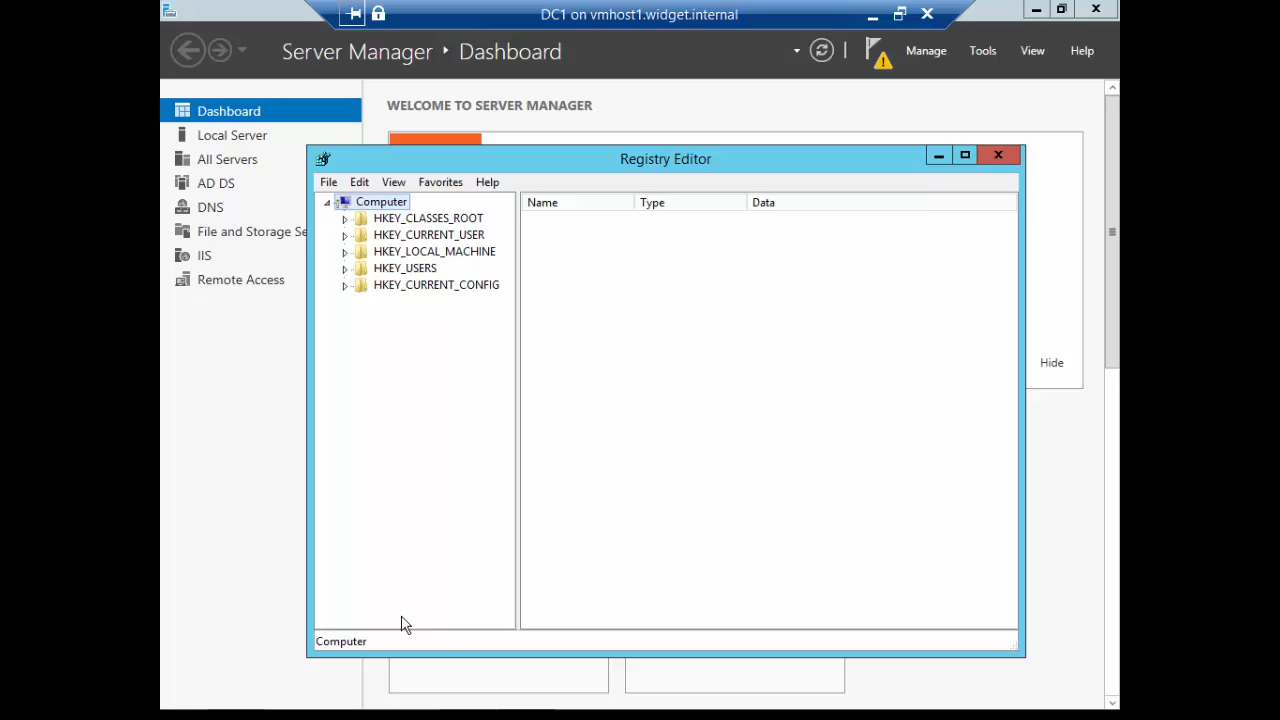 DC1 on vmhost1.widget.internal
Server Manager Dashboard
Manage Tools View Help
Dashboard
Local Server
All Servers
AD DS
DNS
File and Storage Se
IIS
Remote Access
WELCOME TO SERVER MANAGER
Registry Editor
File Edit View Favorites Help
Computer
HKEY_CLASSES_ROOT
HKEY_CURRENT_USER
HKEY_LOCAL_MACHINE
HKEY_USERS
HKEY_CURRENT_CONFIG
Name Type Data
Computer
Hide